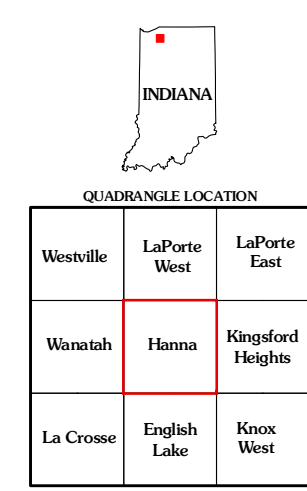 INDIANA
QUADRANGLE LOCATION
Westville
LaPorte
West
LaPorte
East
Wanatah
Hanna
Kingsford
Heights
La Crosse
English
Lake
Knox
West